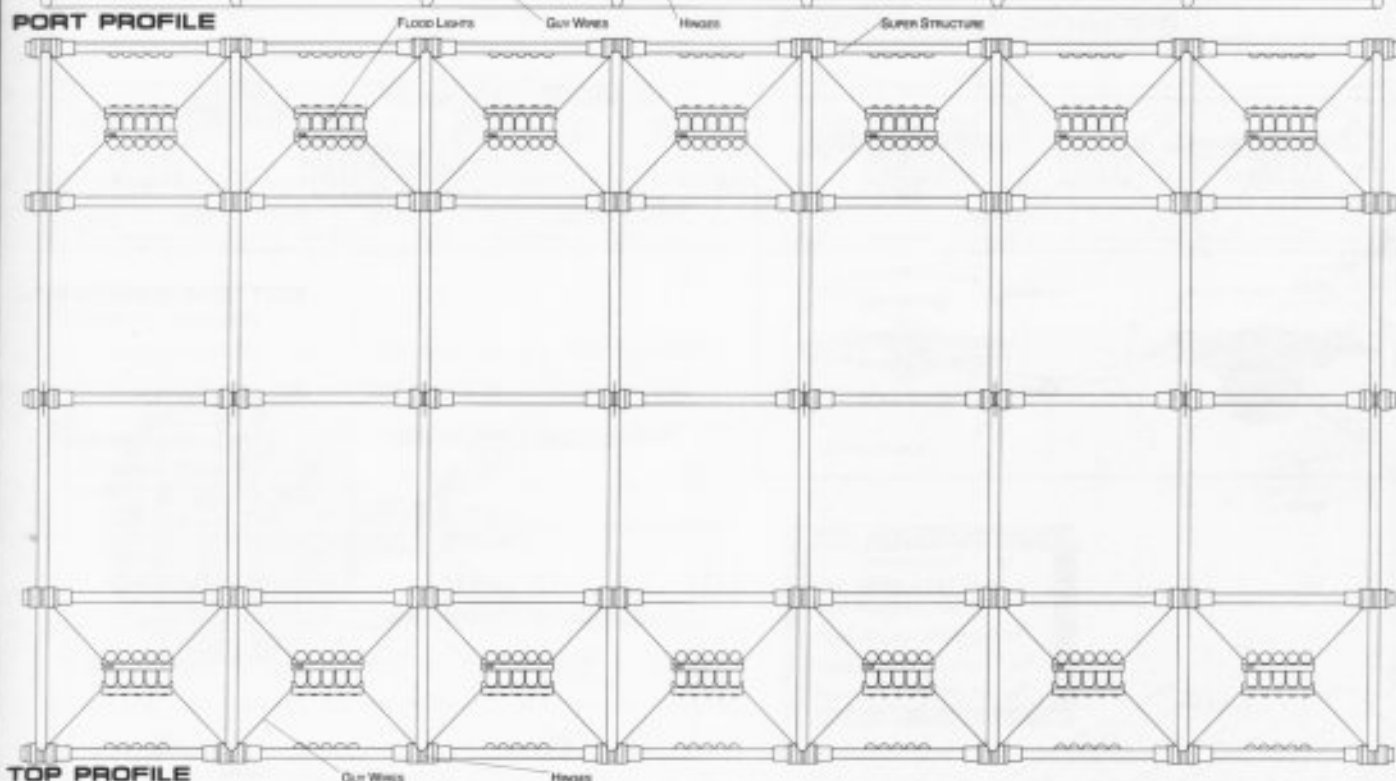 PORT PROFILE
FLOOD LIGHTS
GUY WIRES
HINGES
SUPER STRUCTURE
TOP PROFILE
GUY WIRES
HINGES